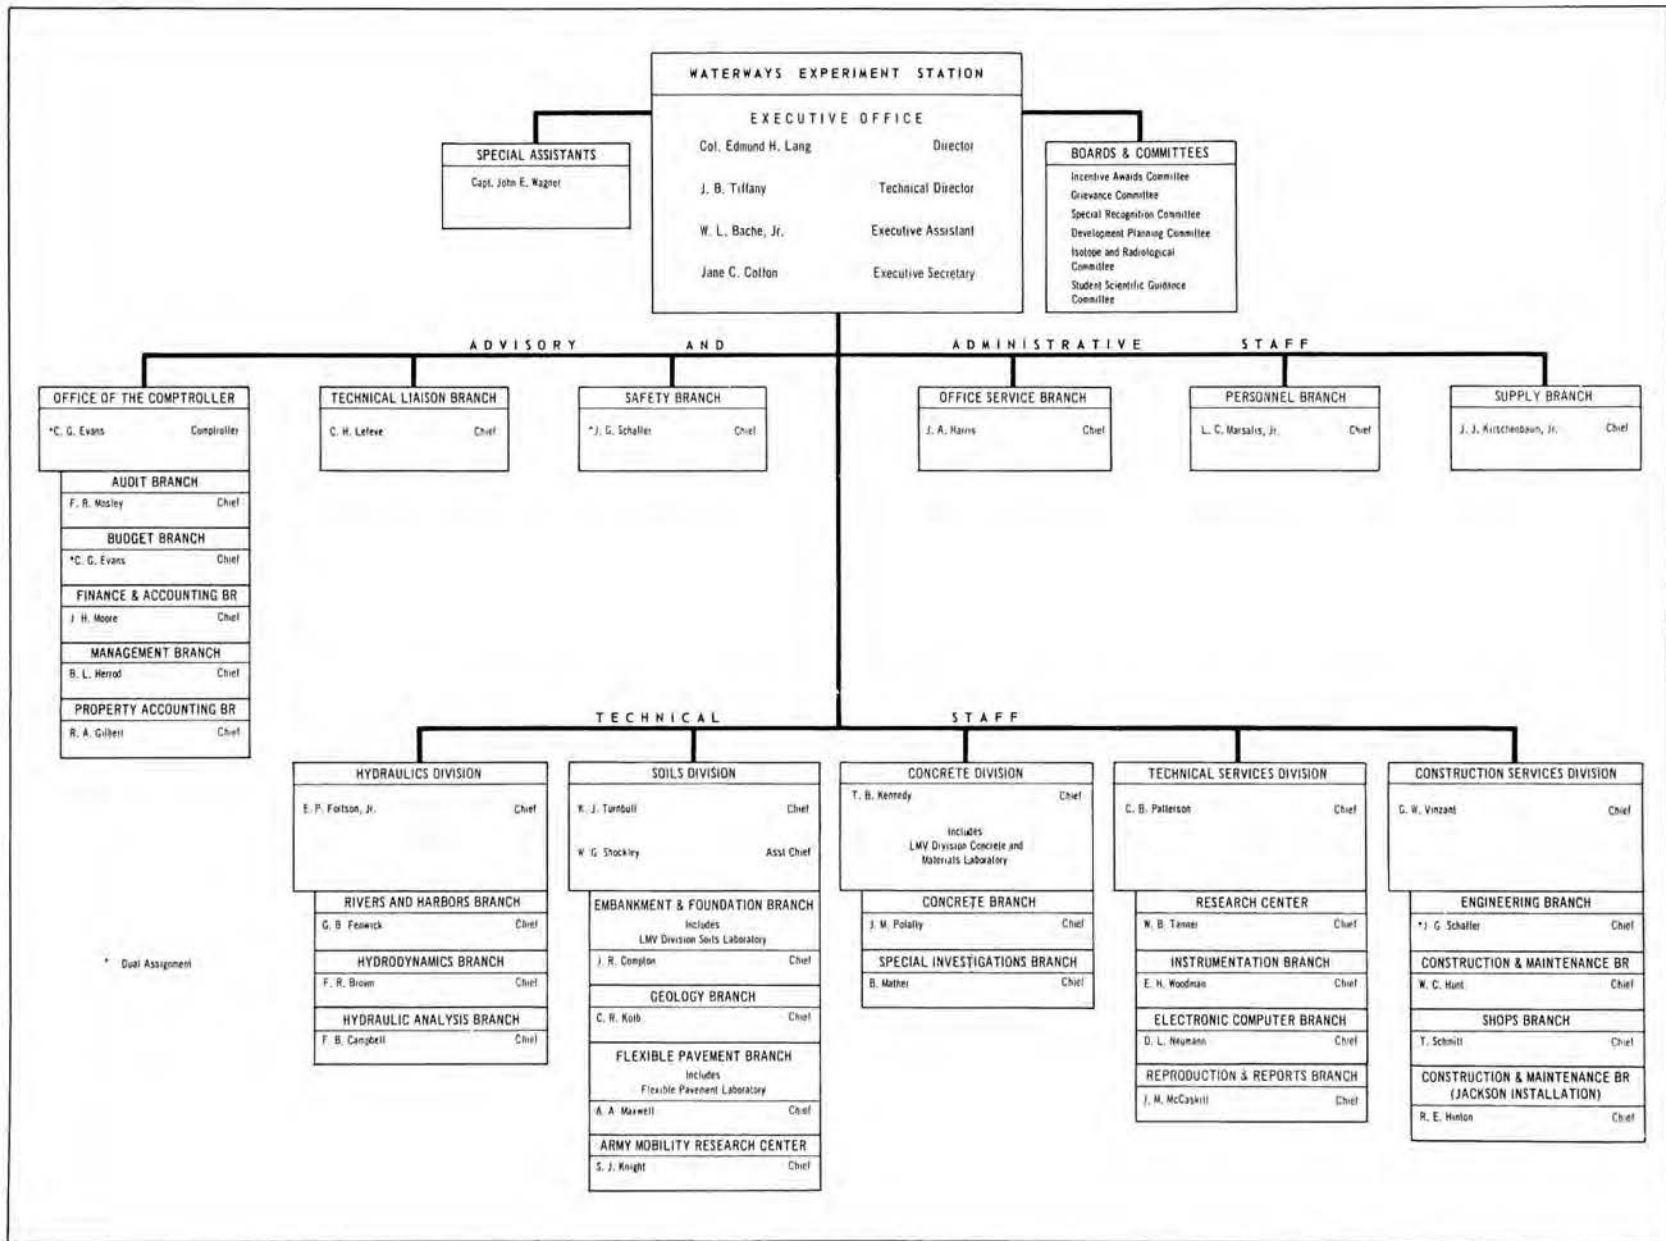 WATERWAYS EXPERIMENT STATION
EXECUTIVE OFFICE
Col. Edmund H. Lang Director
J. B. Tiffany Technical Director
W. L. Bache, Jr. Executive Assistant
Jane C. Cotton Executive Secretary
SPECIAL ASSISTANTS
Capt. John E. Wagner
BOARDS & COMMITTEES
Incentive Awards Committee
Grievance Committee
Special Recognition Committee
Development Planning Committee
Isotope and Radiological
Committee
Student Scientific Guidance
Committee
ADVISORY AND ADMINISTRATIVE STAFF
OFFICE OF THE COMPTROLLER
*C. G. Evans Comptroller
AUDIT BRANCH
F. R. Mosley Chief
BUDGET BRANCH
*C. G. Evans Chief
FINANCE & ACCOUNTING BR
J. H. Moore Chief
MANAGEMENT BRANCH
B. L. Herrod Chief
PROPERTY ACCOUNTING BR
R. A. Gilbert Chief
TECHNICAL LIAISON BRANCH
C. H. Lefeve Chief
SAFETY BRANCH
*J. G. Schaffer Chief
OFFICE SERVICE BRANCH
J. A. Harris Chief
PERSONNEL BRANCH
L. C. Marsalis, Jr. Chief
SUPPLY BRANCH
J. J. Kirschenbaun, Jr. Chief
TECHNICAL STAFF
HYDRAULICS DIVISION
E. P. Fortson, Jr. Chief
RIVERS AND HARBORS BRANCH
G. B. Fenwick Chief
HYDRODYNAMICS BRANCH
F. R. Brown Chief
HYDRAULIC ANALYSIS BRANCH
F. B. Campbell Chief
SOILS DIVISION
W. J. Turnbull Chief
W. G. Shockley Asst Chief
EMBANKMENT & FOUNDATION BRANCH
Includes
LMV Division Soils Laboratory
J. R. Compton Chief
GEOLOGY BRANCH
C. R. Kolb Chief
FLEXIBLE PAVEMENT BRANCH
Includes
Flexible Pavement Laboratory
A. A. Maxwell Chief
ARMY MOBILITY RESEARCH CENTER
S. J. Knight Chief
CONCRETE DIVISION
T. B. Kennedy Chief
Includes
LMV Division Concrete and
Materials Laboratory
CONCRETE BRANCH
J. M. Polatty Chief
SPECIAL INVESTIGATIONS BRANCH
B. Mather Chief
TECHNICAL SERVICES DIVISION
C. B. Patterson Chief
RESEARCH CENTER
W. B. Tanner Chief
INSTRUMENTATION BRANCH
E. H. Woodman Chief
ELECTRONIC COMPUTER BRANCH
D. L. Neumann Chief
REPRODUCTION & REPORTS BRANCH
J. M. McCaskill Chief
CONSTRUCTION SERVICES DIVISION
G. W. Vinzant Chief
ENGINEERING BRANCH
*J. G. Schaffer Chief
CONSTRUCTION & MAINTENANCE BR
W. C. Hunt Chief
SHOPS BRANCH
T. Schmitt Chief
CONSTRUCTION & MAINTENANCE BR
(JACKSON INSTALLATION)
R. E. Hinton Chief
* Dual Assignment